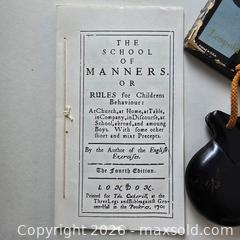 THE
SCHOOL
OF
MANNERS.
OR
RULES for Childrens
Behaviour:
At Church, at Home, at Table,
in Company, in Discourse, at
School, abroad, and among
Boys. With some other
short and mixt Precepts.
By the Author of the English
Exercises.
The Fourth Edition.
LONDON.
Printed for Tho. Cockerill, at the
Three Legs and Bible against Gro-
cers-Hall in the Poultrey, 1701
Copyright 2026 - yourauctionpage.com